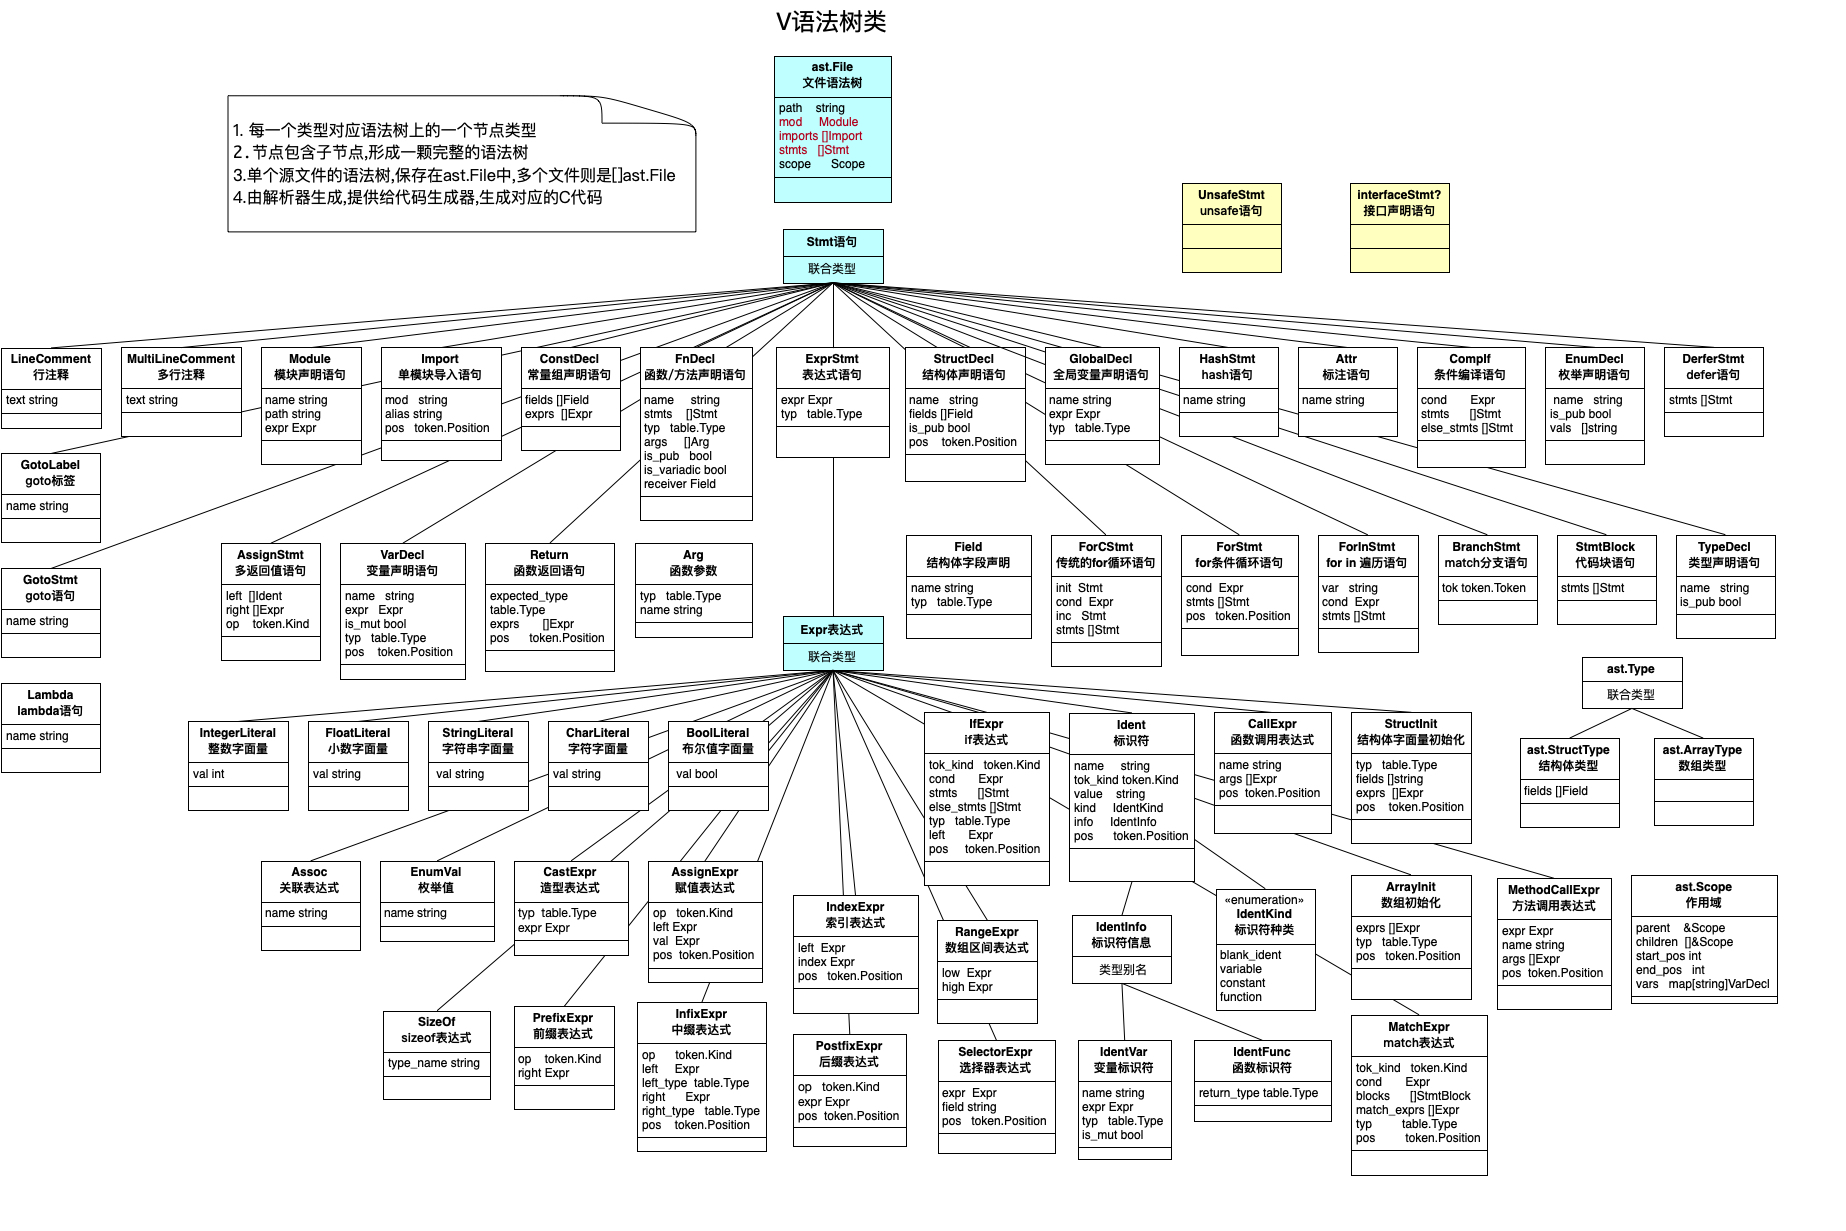 V语法树类
ast.File
文件语法树
path string
mod Module
imports []Import
stmts []Stmt
scope Scope
1. 每一个类型对应语法树上的一个节点类型
2.节点包含子节点,形成一颗完整的语法树
3.单个源文件的语法树,保存在ast.File中,多个文件则是[]ast.File
4.由解析器生成,提供给代码生成器,生成对应的C代码
UnsafeStmt
unsafe语句
interfaceStmt?
接口声明语句
Stmt语句
联合类型
LineComment
行注释
text string
MultiLineComment
多行注释
text string
Module
模块声明语句
name string
path string
expr Expr
Import
单模块导入语句
mod string
alias string
pos token.Position
ConstDecl
常量组声明语句
fields []Field
exprs []Expr
FnDecl
函数/方法声明语句
name string
stmts []Stmt
typ table.Type
args []Arg
is_pub bool
is_variadic bool
receiver Field
ExprStmt
表达式语句
expr Expr
typ table.Type
StructDecl
结构体声明语句
name string
fields []Field
is_pub bool
pos token.Position
GlobalDecl
全局变量声明语句
name string
expr Expr
typ table.Type
HashStmt
hash语句
name string
Attr
标注语句
name string
CompIf
条件编译语句
cond Expr
stmts []Stmt
else_stmts []Stmt
EnumDecl
枚举声明语句
name string
is_pub bool
vals []string
DerferStmt
defer语句
stmts []Stmt
GotoLabel
goto标签
name string
GotoStmt
goto语句
name string
Lambda
lambda语句
name string
AssignStmt
多返回值语句
left []Ident
right []Expr
op token.Kind
VarDecl
变量声明语句
name string
expr Expr
is_mut bool
typ table.Type
pos token.Position
Return
函数返回语句
expected_type
table.Type
exprs []Expr
pos token.Position
Arg
函数参数
typ table.Type
name string
Field
结构体字段声明
name string
typ table.Type
ForCStmt
传统的for循环语句
init Stmt
cond Expr
inc Stmt
stmts []Stmt
ForStmt
for条件循环语句
cond Expr
stmts []Stmt
pos token.Position
ForInStmt
for in 遍历语句
var string
cond Expr
stmts []Stmt
BranchStmt
match分支语句
tok token.Token
StmtBlock
代码块语句
stmts []Stmt
TypeDecl
类型声明语句
name string
is_pub bool
Expr表达式
联合类型
ast.Type
联合类型
ast.StructType
结构体类型
fields []Field
ast.ArrayType
数组类型
IntegerLiteral
整数字面量
val int
FloatLiteral
小数字面量
val string
StringLiteral
字符串字面量
val string
CharLiteral
字符字面量
val string
BoolLiteral
布尔值字面量
val bool
IfExpr
if表达式
tok_kind token.Kind
cond Expr
stmts []Stmt
else_stmts []Stmt
typ table.Type
left Expr
pos token.Position
Ident
标识符
name string
tok_kind token.Kind
value string
kind IdentKind
info IdentInfo
pos token.Position
CallExpr
函数调用表达式
name string
args []Expr
pos token.Position
StructInit
结构体字面量初始化
typ table.Type
fields []string
exprs []Expr
pos token.Position
Assoc
关联表达式
name string
EnumVal
枚举值
name string
CastExpr
造型表达式
typ table.Type
expr Expr
AssignExpr
赋值表达式
op token.Kind
left Expr
val Expr
pos token.Position
IndexExpr
索引表达式
left Expr
index Expr
pos token.Position
RangeExpr
数组区间表达式
low Expr
high Expr
IdentInfo
标识符信息
类型别名
«enumeration»
IdentKind
标识符种类
blank_ident
variable
constant
function
ArrayInit
数组初始化
exprs []Expr
typ table.Type
pos token.Position
MethodCallExpr
方法调用表达式
expr Expr
name string
args []Expr
pos token.Position
ast.Scope
作用域
parent &Scope
children []&Scope
start_pos int
end_pos int
vars map[string]VarDecl
SizeOf
sizeof表达式
type_name string
PrefixExpr
前缀表达式
op token.Kind
right Expr
InfixExpr
中缀表达式
op token.Kind
left Expr
left_type table.Type
right Expr
right_type table.Type
pos token.Position
PostfixExpr
后缀表达式
op token.Kind
expr Expr
pos token.Position
SelectorExpr
选择器表达式
expr Expr
field string
pos token.Position
IdentVar
变量标识符
name string
expr Expr
typ table.Type
is_mut bool
IdentFunc
函数标识符
return_type table.Type
MatchExpr
match表达式
tok_kind token.Kind
cond Expr
blocks []StmtBlock
match_exprs []Expr
typ table.Type
pos token.Position